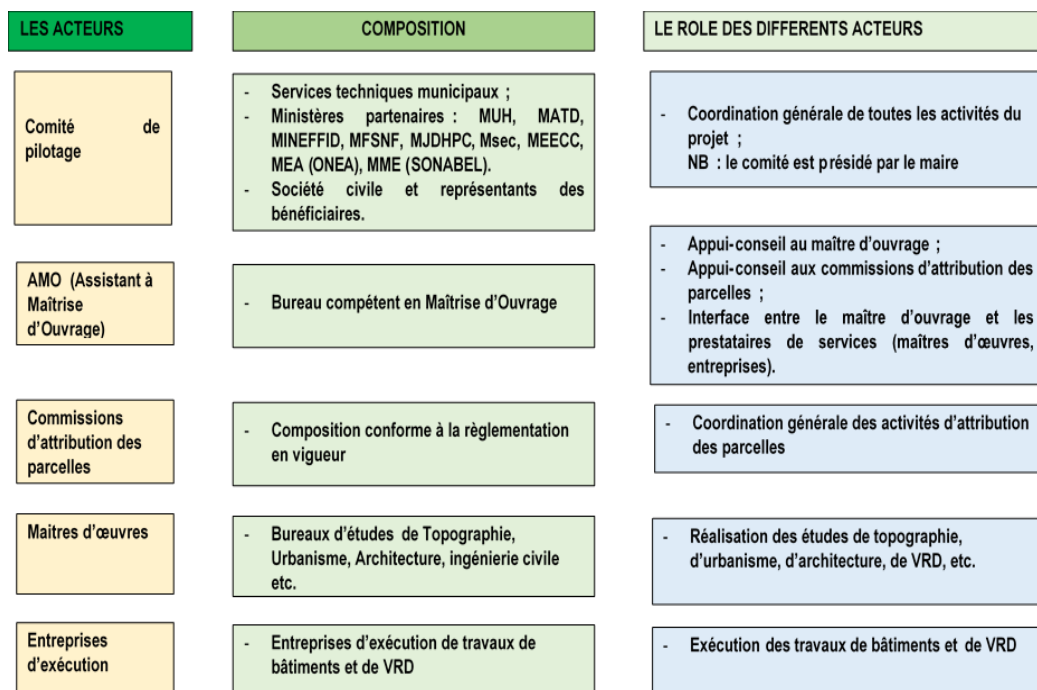 LES ACTEURS
COMPOSITION
LE ROLE DES DIFFERENTS ACTEURS
Comité de
pilotage
- Services techniques municipaux ;
- Ministères partenaires : MUH, MATD,
MINEFFID, MFSNF, MJDHPC, Msec, MEECC,
MEA (ONEA), MME (SONABEL).
- Société civile et représentants des
bénéficiaires.
- Coordination générale de toutes les activités du
projet ;
NB : le comité est présidé par le maire
AMO (Assistant à
Maîtrise
d’Ouvrage)
- Bureau compétent en Maîtrise d’Ouvrage
- Appui-conseil au maître d’ouvrage ;
- Appui-conseil aux commissions d’attribution des
parcelles ;
- Interface entre le maître d’ouvrage et les
prestataires de services (maîtres d’œuvres,
entreprises).
Commissions
d’attribution des
parcelles
- Composition conforme à la règlementation
en vigueur
- Coordination générale des activités d’attribution
des parcelles
Maitres d’œuvres
- Bureaux d’études de Topographie,
Urbanisme, Architecture, ingénierie civile
etc.
- Réalisation des études de topographie,
d’urbanisme, d’architecture, de VRD, etc.
Entreprises
d’exécution
- Entreprises d’exécution de travaux de
bâtiments et de VRD
- Exécution des travaux de bâtiments et de VRD